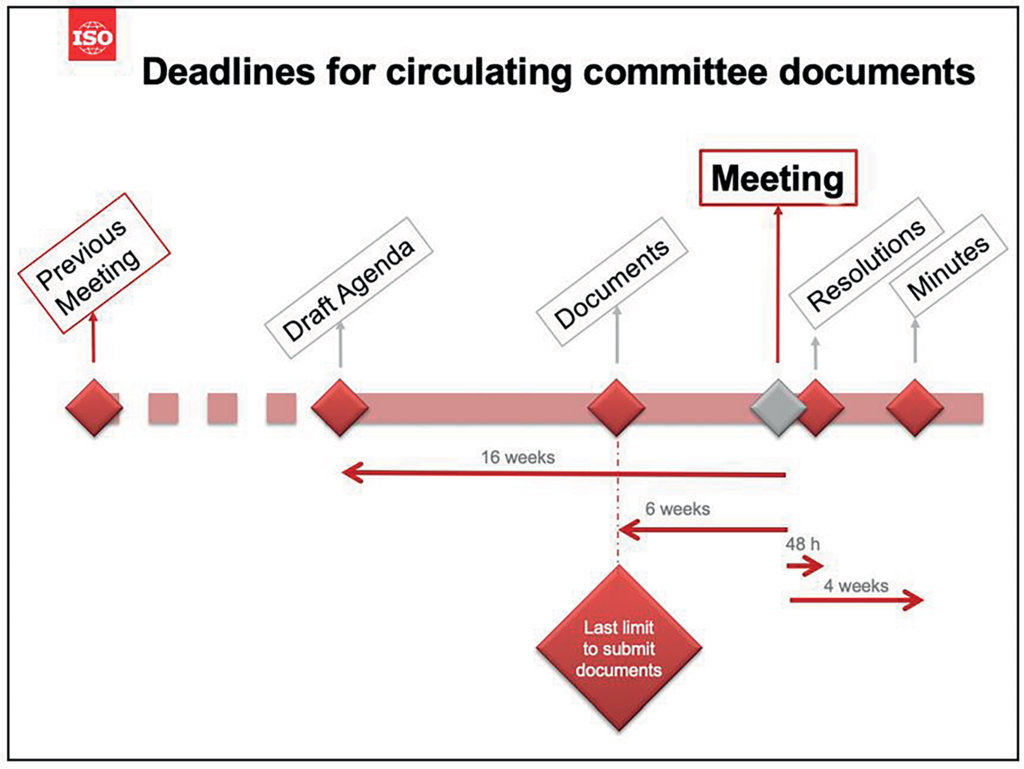 ISO
Deadlines for circulating committee documents
Meeting
Previous
Meeting
Draft Agenda
Documents
Resolutions
Minutes
16 weeks
6 weeks
48 h
4 weeks
Last limit
to submit
documents